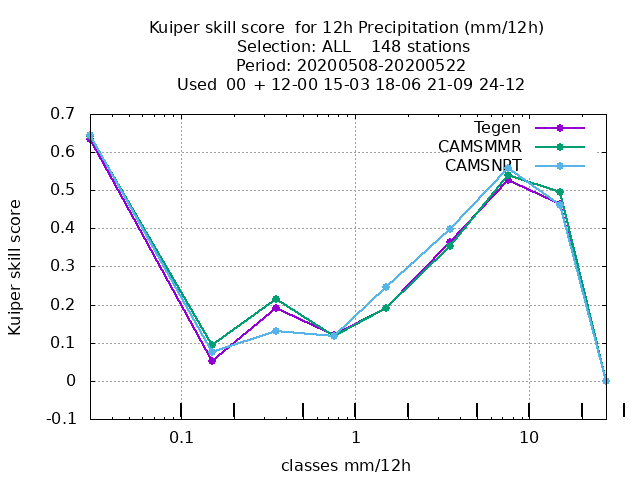 Kuiper skill score  for 12h Precipitation (mm/12h)
Selection: ALL    148 stations
Period: 20200508-20200522
Used  00 + 12-00 15-03 18-06 21-09 24-12
Tegen
CAMSMMR
CAMSNRT
0.7
0.6
0.5
0.4
0.3
0.2
0.1
0
-0.1
Kuiper skill score
0.1
1
10
classes mm/12h